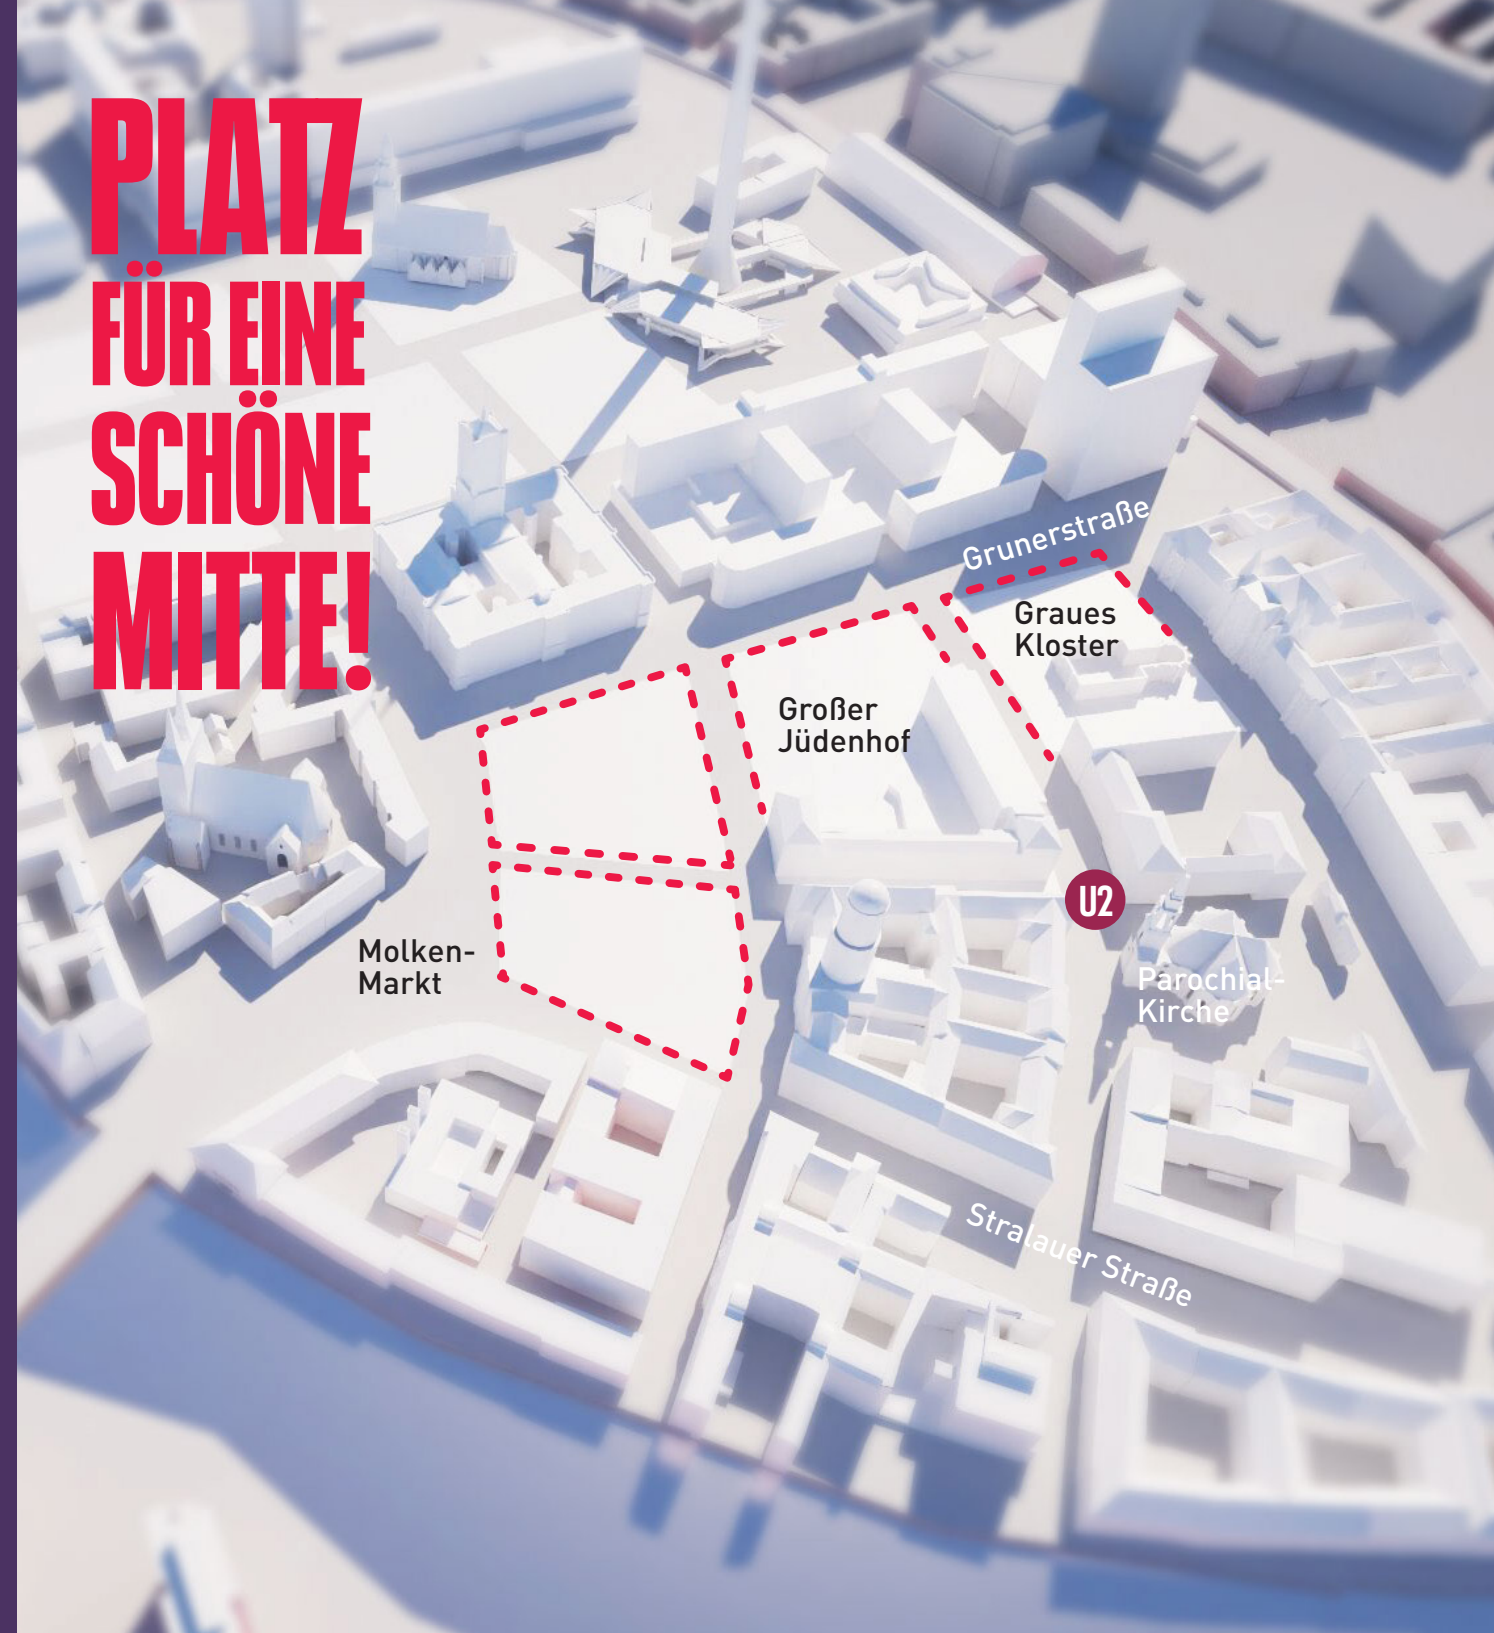 PLATZ
FÜR EINE
SCHÖNE
MITTE!
Grunerstraße
Graues
Kloster
Großer
Jüdenhof
U2
Molken-
Markt
Parochial-
Kirche
Stralauer Straße